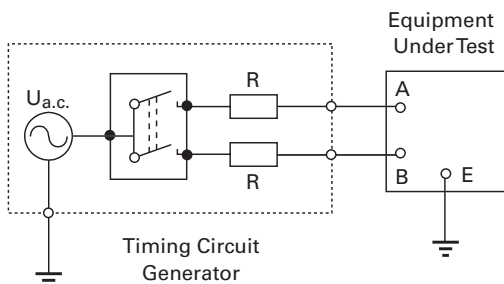 Equipment
Under Test
U a.c.
R
A
R
B
E
Timing Circuit
Generator